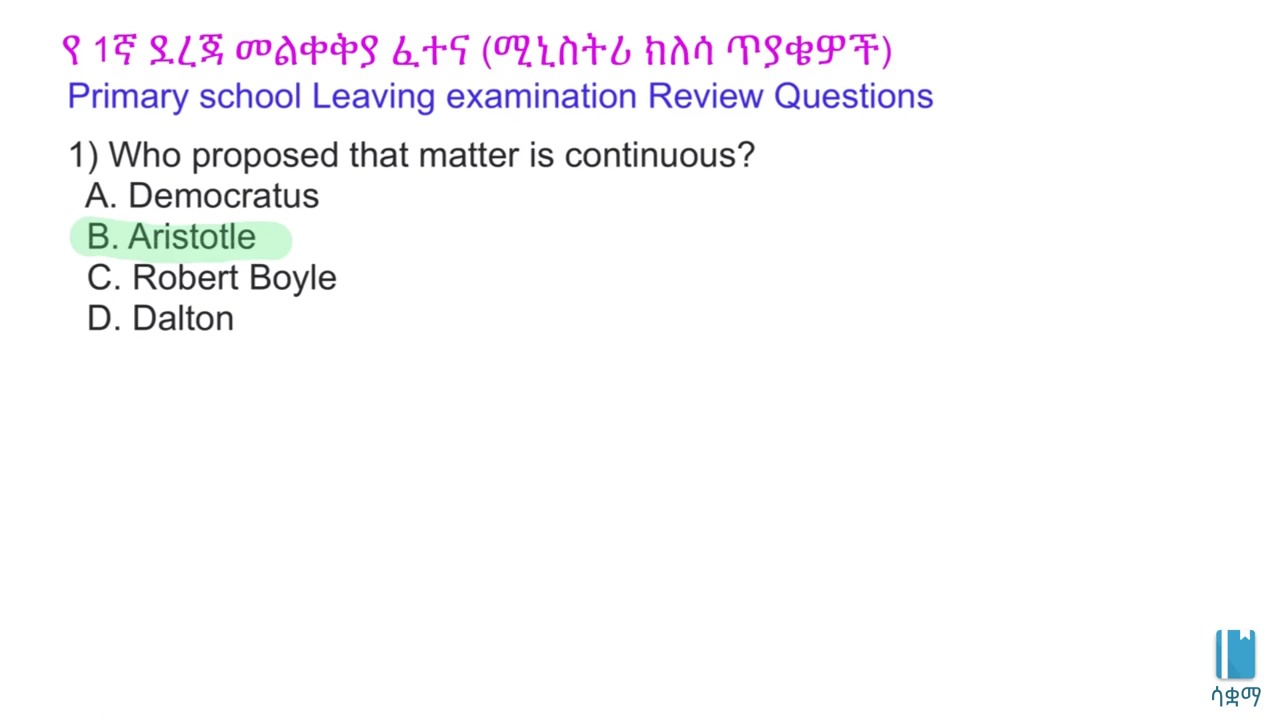 የ 1ኛ ደረጃ መልቀቅያ ፈተና (ሚኒስትሪ ክለሳ ጥያቄዎች)
Primary school Leaving examination Review Questions
1) Who proposed that matter is continuous?
A. Democratus
B. Aristotle
C. Robert Boyle
D. Dalton
ሳቋማ